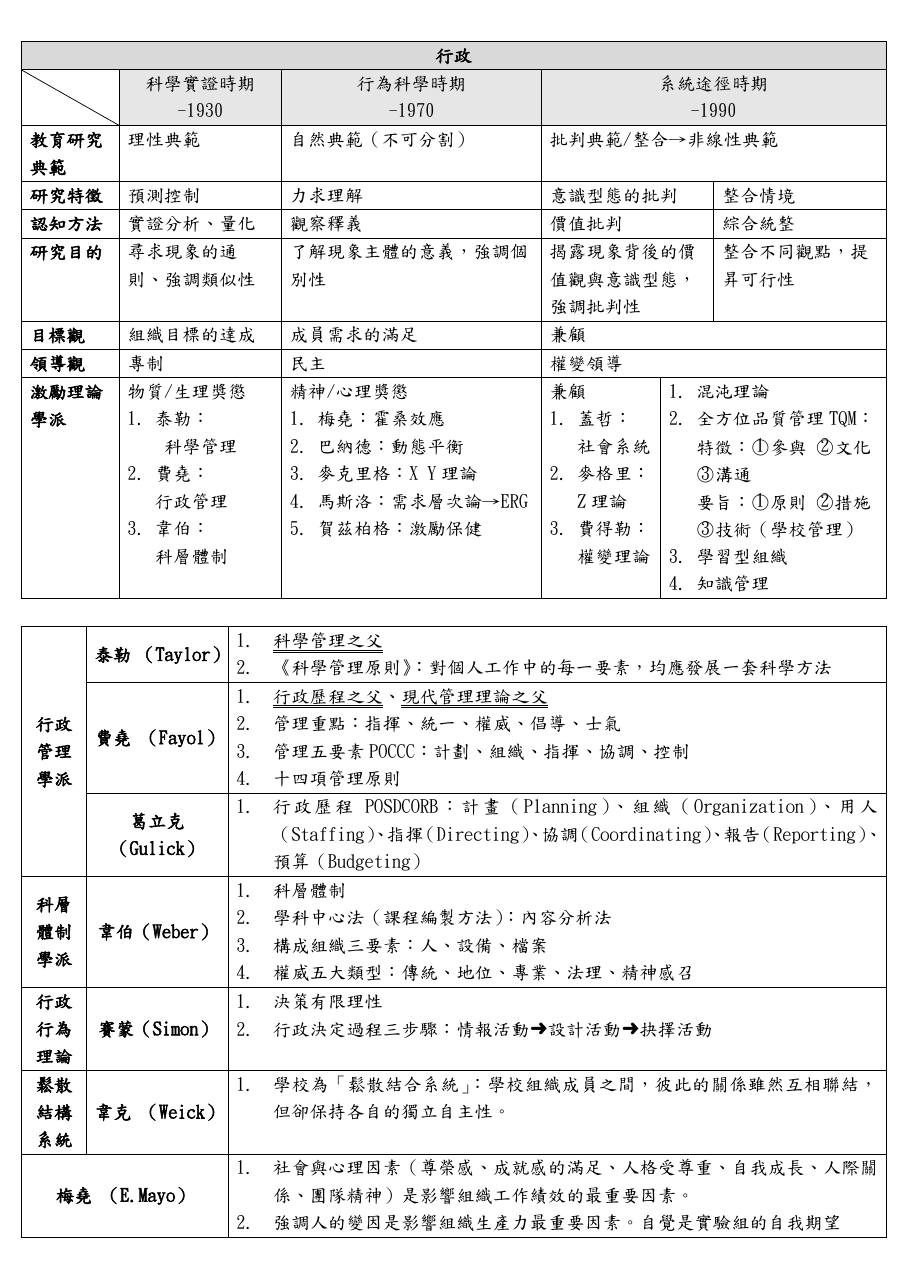 行政
科學實證時期
-1930
行為科學時期
-1970
系統途徑時期
-1990
教育研究
典範
理性典範
自然典範（不可分割）
批判典範/整合→非線性典範
研究特徵
預測控制
力求理解
意識型態的批判
整合情境
認知方法
實證分析、量化
觀察釋義
價值批判
綜合統整
研究目的
尋求現象的通
則、強調類似性
了解現象主體的意義，強調個
別性
揭露現象背後的價
值觀與意識型態，
強調批判性
整合不同觀點，提
昇可行性
目標觀
組織目標的達成
成員需求的滿足
兼顧
領導觀
專制
民主
權變領導
激勵理論
學派
物質/生理獎懲
1. 泰勒：
科學管理
2. 費堯：
行政管理
3. 韋伯：
科層體制
精神/心理獎懲
1. 梅堯：霍桑效應
2. 巴納德：動態平衡
3. 麥克里格：X Y理論
4. 馬斯洛：需求層次論→ERG
5. 賀茲柏格：激勵保健
兼顧
1. 蓋哲：
社會系統
2. 麥格里：
Z理論
3. 費得勒：
權變理論
1. 混沌理論
2. 全方位品質管理TQM：
特徵：①參與 ②文化
③溝通
要旨：①原則 ②措施
③技術（學校管理）
3. 學習型組織
4. 知識管理
行政
管理
學派
泰勒 （Taylor）
1. 科學管理之父
2. 《科學管理原則》：對個人工作中的每一要素，均應發展一套科學方法
費堯 （Fayol）
1. 行政歷程之父、現代管理理論之父
2. 管理重點：指揮、統一、權威、倡導、士氣
3. 管理五要素POCCC：計劃、組織、指揮、協調、控制
4. 十四項管理原則
葛立克
（Gulick）
1. 行政歷程 POSDCORB：計畫（Planning）、組織（Organization）、用人
（Staffing）、指揮（Directing）、協調（Coordinating）、報告（Reporting）、
預算（Budgeting）
科層
體制
學派
韋伯（Weber）
1. 科層體制
2. 學科中心法（課程編製方法）：內容分析法
3. 構成組織三要素：人、設備、檔案
4. 權威五大類型：傳統、地位、專業、法理、精神感召
行政
行為
理論
賽蒙（Simon）
1. 決策有限理性
2. 行政決定過程三步驟：情報活動➜設計活動➜抉擇活動
鬆散
結構
系統
韋克 （Weick）
1. 學校為「鬆散結合系統」：學校組織成員之間，彼此的關係雖然互相聯結，
但卻保持各自的獨立自主性。
梅堯 （E.Mayo）
1. 社會與心理因素（尊榮感、成就感的滿足、人格受尊重、自我成長、人際關
係、團隊精神）是影響組織工作績效的最重要因素。
2. 強調人的變因是影響組織生產力最重要因素。自覺是實驗組的自我期望